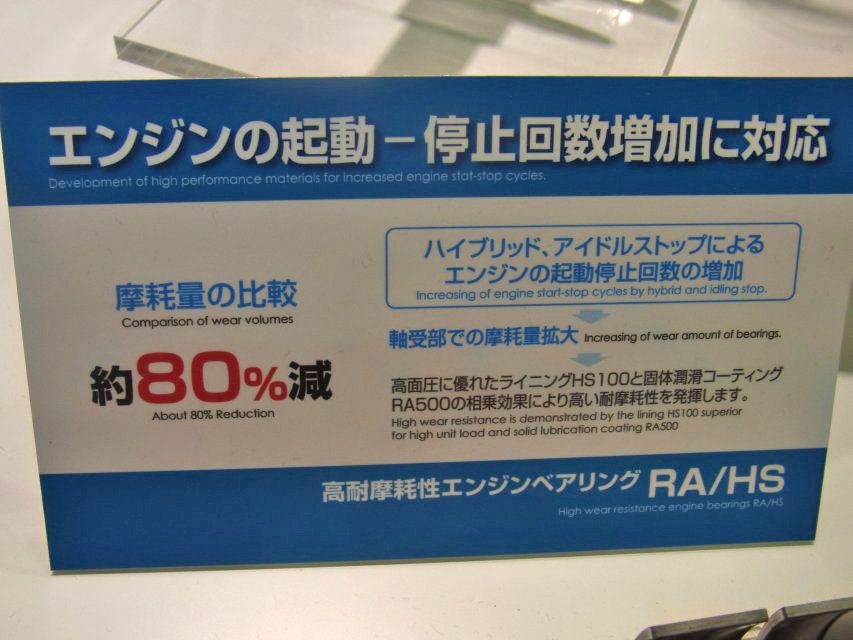 エンジンの起動－停止回数増加に対応
Development of high performance materials for increased engine stat-stop cycles.
摩耗量の比較
Comparison of wear volumes
約80%減
About 80% Reduction
ハイブリッド、アイドルストップによる
エンジンの起動停止回数の増加
Increasing of engine start-stop cycles by hybrid and idling stop.
軸受部での摩耗量拡大 Increasing of wear amount of bearings.
高面圧に優れたライニングHS100と固体潤滑コーティング
RA500の相乗効果により高い耐摩耗性を発揮します。
High wear resistance is demonstrated by the lining HS100 superior
for high unit load and solid lubrication coating RA500
高耐摩耗性エンジンベアリング RA/HS
High wear resistance engine bearings RA/HS